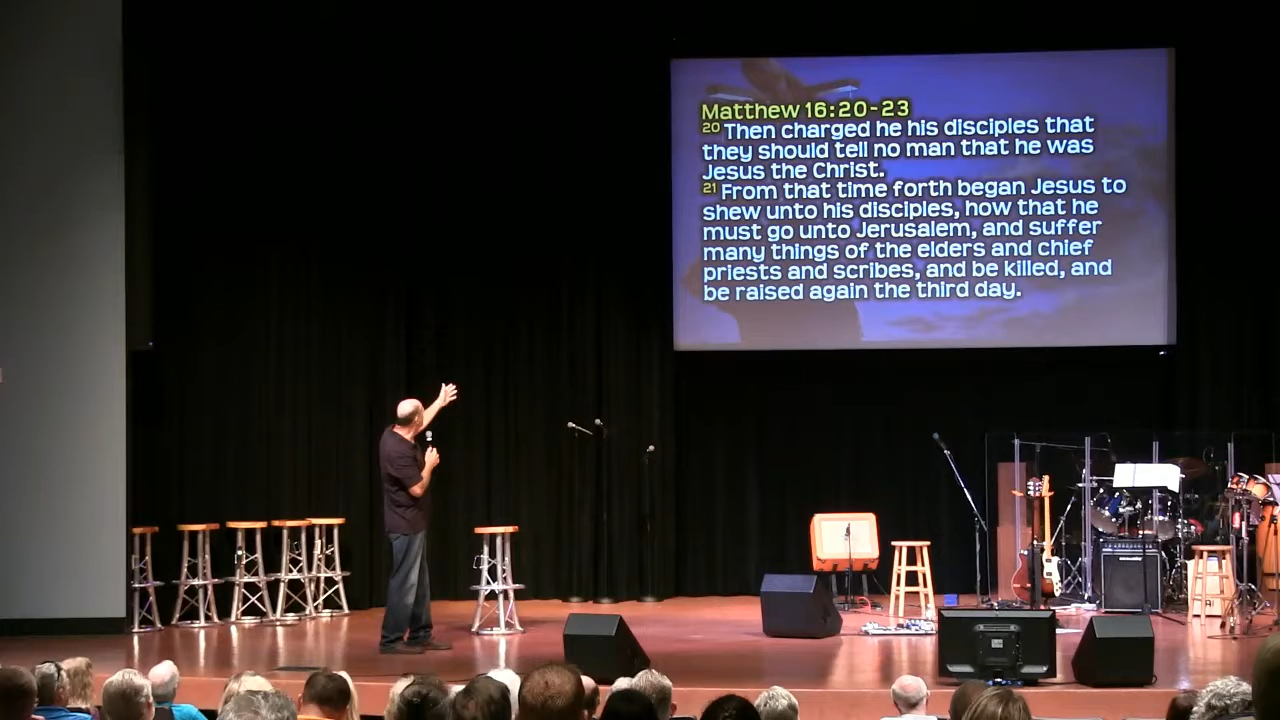 Matthew 16:20-23
20 Then charged he his disciples that
they should tell no man that he was
Jesus the Christ.
21 From that time forth began Jesus to
shew unto his disciples, how that he
must go unto Jerusalem, and suffer
many things of the elders and chief
priests and scribes, and be killed, and
be raised again the third day.